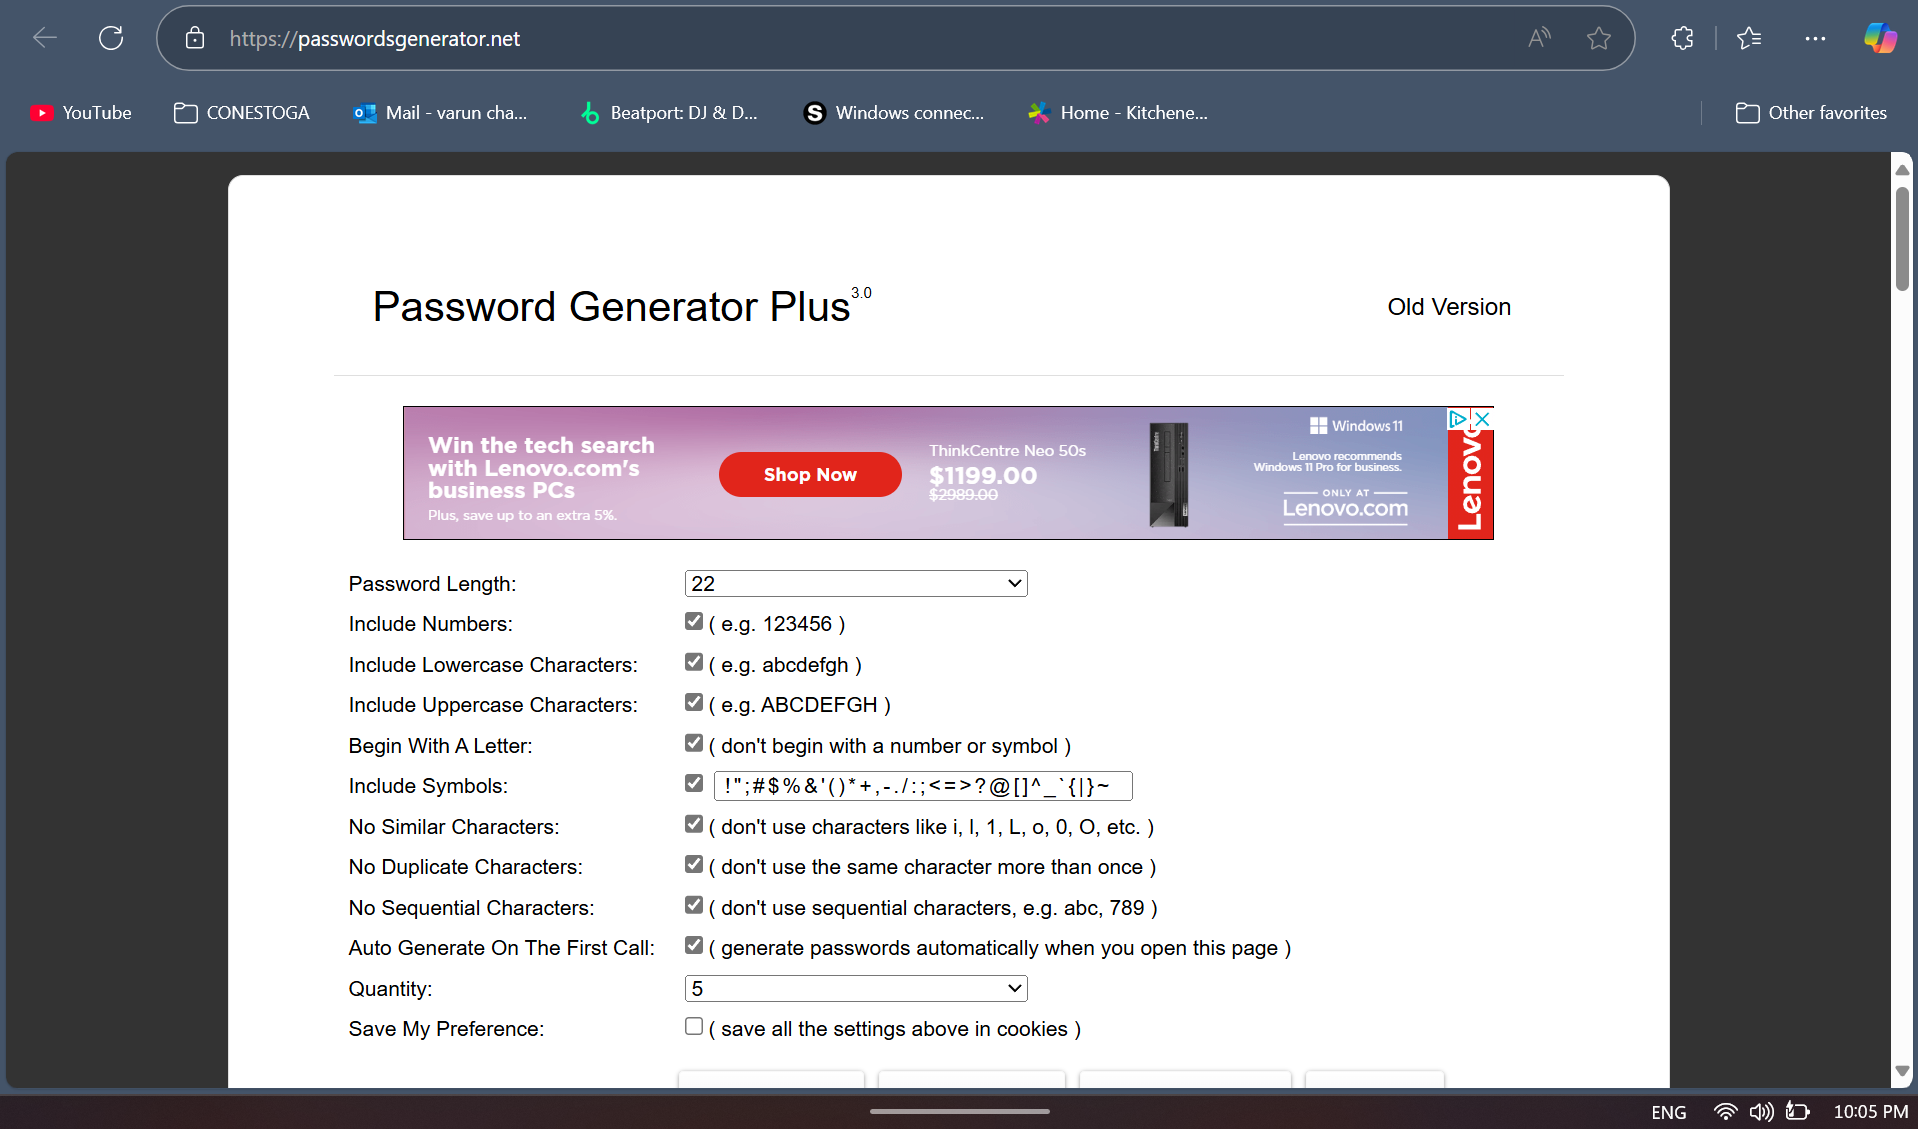 https://passwordsgenerator.net
YouTube
CONESTOGA
Mail - varun cha...
Beatport: DJ & D...
Windows connec...
Home - Kitchene...
Other favorites
Password Generator Plus 3.0
Old Version
Win the tech search
with Lenovo.com's
business PCs
Plus, save up to an extra 5%.
Shop Now
ThinkCentre Neo 50s
$1199.00
$2989.00
Windows 11
Lenovo recommends
Windows 11 Pro for business.
ONLY AT
Lenovo.com
Lenovo
Password Length: 22
Include Numbers: ( e.g. 123456 )
Include Lowercase Characters: ( e.g. abcdefgh )
Include Uppercase Characters: ( e.g. ABCDEFGH )
Begin With A Letter: ( don't begin with a number or symbol )
Include Symbols: !";#$%&'()*+,-./:;<=>?@[]^_`{|}~
No Similar Characters: ( don't use characters like i, l, 1, L, o, 0, O, etc. )
No Duplicate Characters: ( don't use the same character more than once )
No Sequential Characters: ( don't use sequential characters, e.g. abc, 789 )
Auto Generate On The First Call: ( generate passwords automatically when you open this page )
Quantity: 5
Save My Preference: ( save all the settings above in cookies )
ENG
10:05 PM